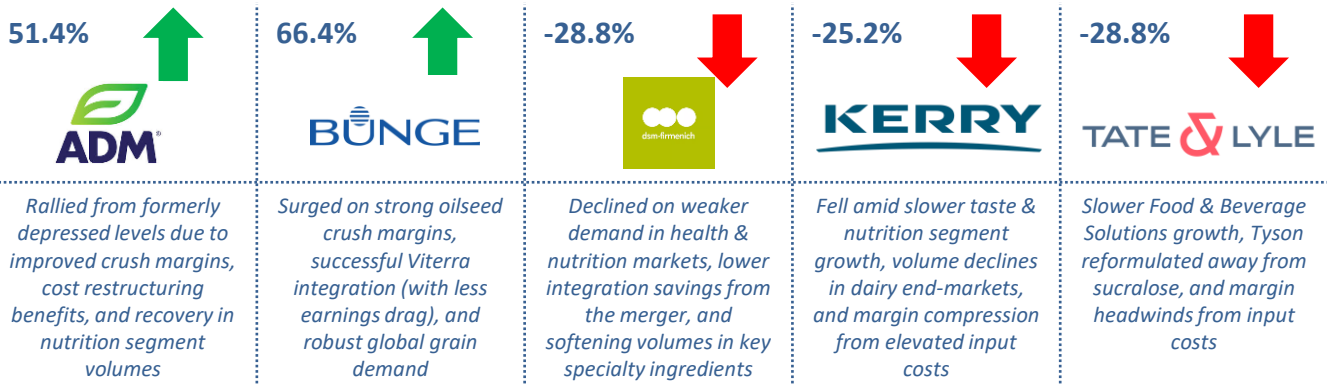 51.4%
ADM®
Rallied from formerly
depressed levels due to
improved crush margins,
cost restructuring
benefits, and recovery in
nutrition segment
volumes
66.4%
BUNGE
Surged on strong oilseed
crush margins,
successful Viterra
integration (with less
earnings drag), and
robust global grain
demand
-28.8%
dsm-firmenich
Declined on weaker
demand in health &
nutrition markets, lower
integration savings from
the merger, and
softening volumes in key
specialty ingredients
-25.2%
KERRY
Fell amid slower taste &
nutrition segment
growth, volume declines
in dairy end-markets,
and margin compression
from elevated input
costs
-28.8%
TATE & LYLE
Slower Food & Beverage
Solutions growth, Tyson
reformulated away from
sucralose, and margin
headwinds from input
costs